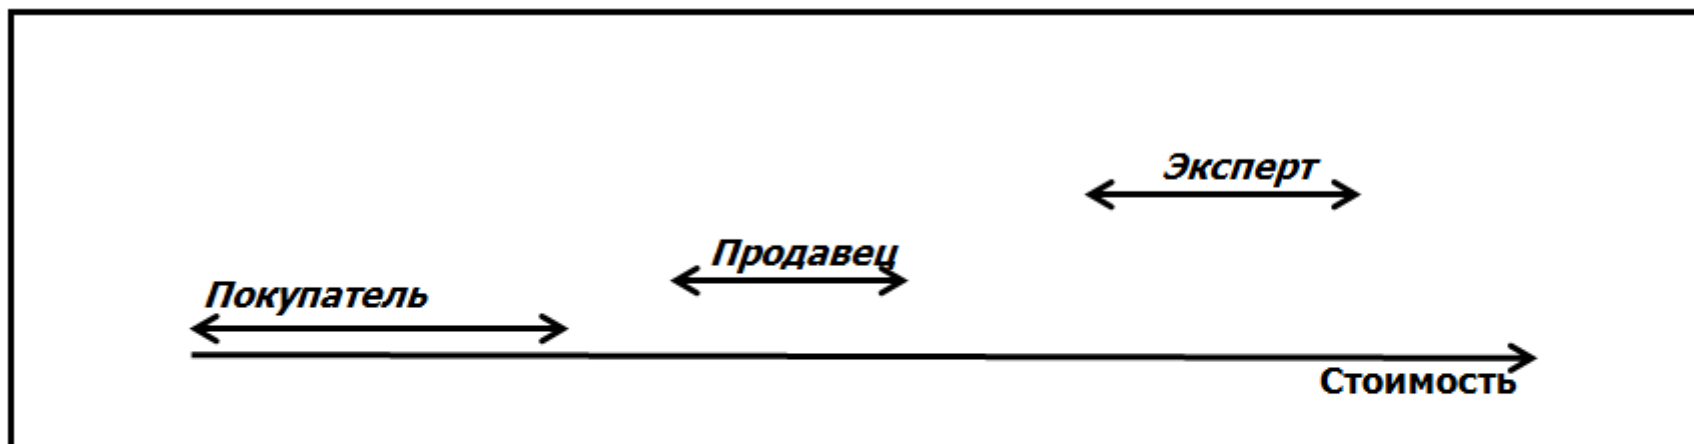 Эксперт
Продавец
Покупатель
Стоимость